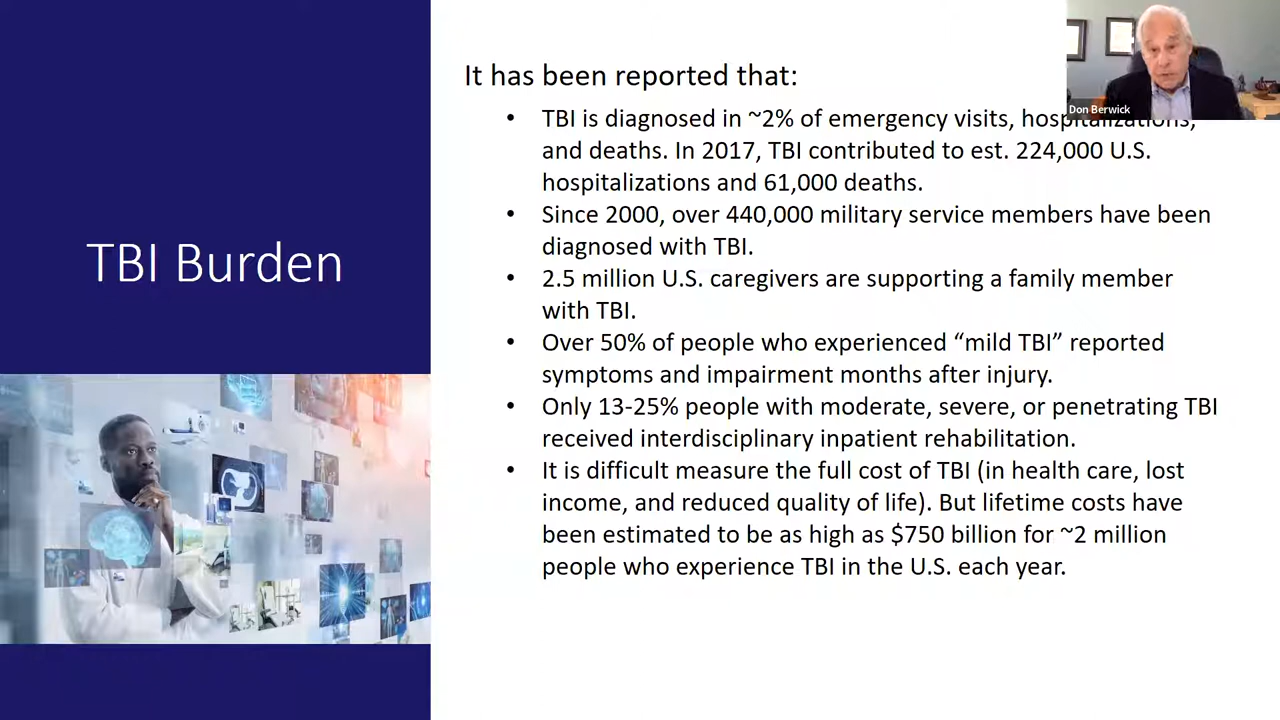 TBI Burden
It has been reported that:
Don Berwick
• TBI is diagnosed in ~2% of emergency visits, hospitalizations,
and deaths. In 2017, TBI contributed to est. 224,000 U.S.
hospitalizations and 61,000 deaths.
• Since 2000, over 440,000 military service members have been
diagnosed with TBI.
• 2.5 million U.S. caregivers are supporting a family member
with TBI.
• Over 50% of people who experienced “mild TBI” reported
symptoms and impairment months after injury.
• Only 13-25% people with moderate, severe, or penetrating TBI
received interdisciplinary inpatient rehabilitation.
• It is difficult measure the full cost of TBI (in health care, lost
income, and reduced quality of life). But lifetime costs have
been estimated to be as high as $750 billion for ~2 million
people who experience TBI in the U.S. each year.